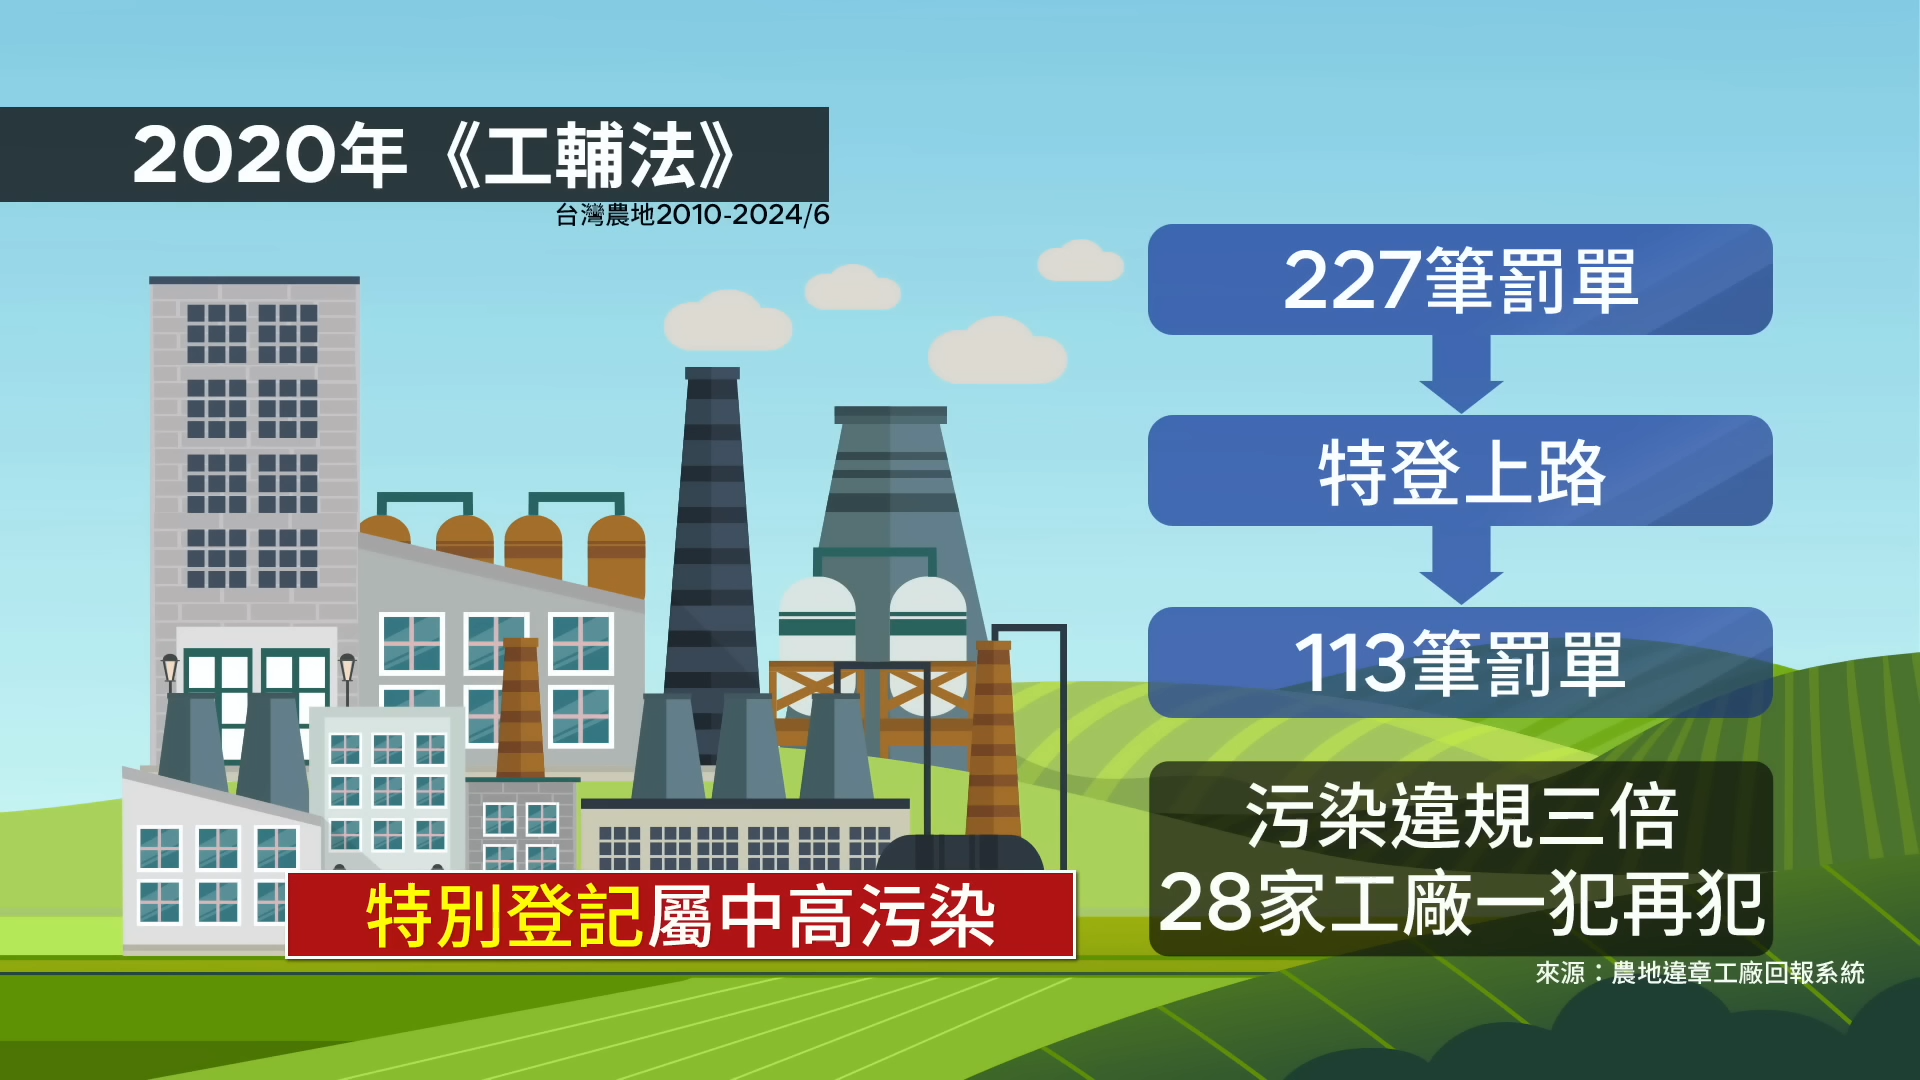 2020年《工輔法》
台灣農地2010-2024/6
227筆罰單
特登上路
113筆罰單
污染違規三倍
28家工廠一犯再犯
特別登記屬中高污染
來源：農地違章工廠回報系統